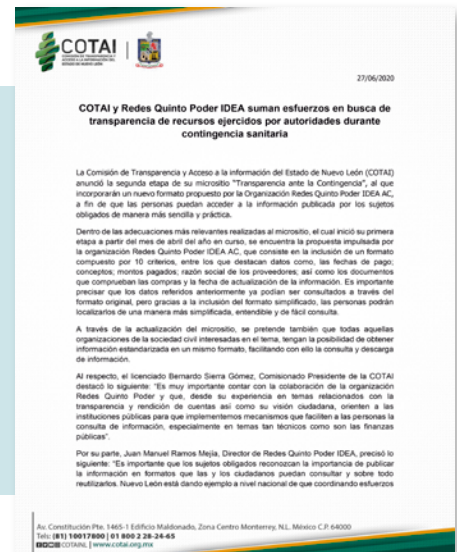 COTAI
COMISIÓN DE TRANSPARENCIA Y
ACCESO A LA INFORMACIÓN DEL
ESTADO DE NUEVO LEÓN
27/06/2020
COTAI y Redes Quinto Poder IDEA suman esfuerzos en busca de
transparencia de recursos ejercidos por autoridades durante
contingencia sanitaria
La Comisión de Transparencia y Acceso a la información del Estado de Nuevo León (COTAI)
anunció la segunda etapa de su micrositio "Transparencia ante la Contingencia", al que
incorporarán un nuevo formato propuesto por la Organización Redes Quinto Poder IDEA AC,
a fin de que las personas puedan acceder a la información publicada por los sujetos
obligados de manera más sencilla y práctica.
Dentro de las adecuaciones más relevantes realizadas al micrositio, el cual inició su primera
etapa a partir del mes de abril del año en curso, se encuentra la propuesta impulsada por
la organización Redes Quinto Poder IDEA AC, que consiste en la inclusión de un formato
compuesto por 10 criterios, entre los que destacan datos como, las fechas de pago;
conceptos; montos pagados; razón social de los proveedores; así como los documentos
que comprueban las compras y la fecha de actualización de la información. Es importante
precisar que los datos referidos anteriormente ya podían ser consultados a través del
formato original, pero gracias a la inclusión del formato simplificado, las personas podrán
localizarlos de una manera más simplificada, entendible y de fácil consulta.
A través de la actualización del micrositio, se pretende también que todas aquellas
organizaciones de la sociedad civil interesadas en el tema, tengan la posibilidad de obtener
información estandarizada en un mismo formato, facilitando con ello la consulta y descarga
de información.
Al respecto, el licenciado Bernardo Sierra Gómez, Comisionado Presidente de la COTAI
destacó lo siguiente: "Es muy importante contar con la colaboración de la organización
Redes Quinto Poder y que, desde su experiencia en temas relacionados con la
transparencia y rendición de cuentas así como su visión ciudadana, orienten a las
instituciones públicas para que implementemos mecanismos que faciliten a las personas la
consulta de información, especialmente en temas tan técnicos como son las finanzas
públicas".
Por su parte, Juan Manuel Ramos Mejía, Director de Redes Quinto Poder IDEA, precisó lo
siguiente: "Es importante que los sujetos obligados reconozcan la importancia de publicar
la información en formatos que las y los ciudadanos puedan consultar y sobre todo
reutilizarlos. Nuevo León está dando ejemplo a nivel nacional de que coordinando esfuerzos
Av. Constitución Pte. 1465-1 Edificio Maldonado, Zona Centro Monterrey, N.L. México C.P. 64000
Tels: (81) 10017800 | 01 800 2 28-24-65
COTAINL | www.cotai.org.mx